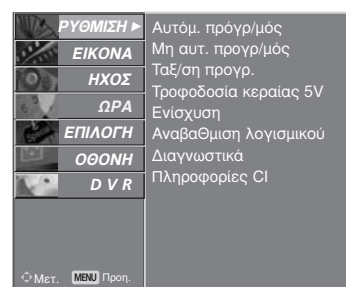 ΡΥΘΜΙΣΗ ►
ΕΙΚΟΝΑ
ΗΧΟΣ
ΩΡΑ
ΕΠΙΛΟΓΗ
ΟΘΟΝΗ
D V R
Αυτόμ. πρόγρ/μός
Μη αυτ. προγρ/μός
Ταξ/ση προγρ.
Τροφοδοσία κεραίας 5V
Ενίσχυση
ΑναβαΘμιση λογισμικού
Διαγνωστικά
Πληροφορίες CI
Μετ. MENU Προη.